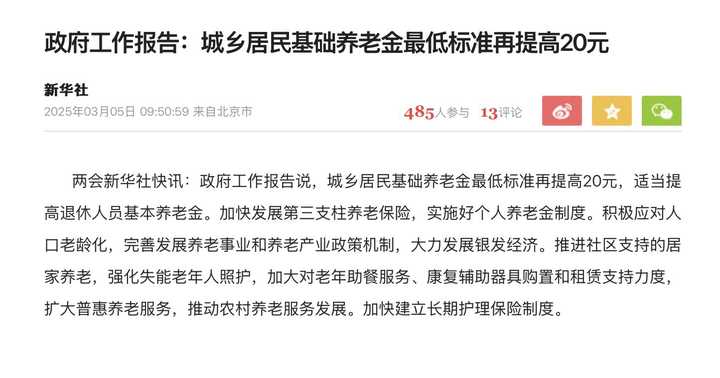 政府工作报告：城乡居民基础养老金最低标准再提高20元
新华社
2025年03月05日 09:50:59 来自北京市
485人参与 13评论
两会新华社快讯：政府工作报告说，城乡居民基础养老金最低标准再提高20元，适当提
高退休人员基本养老金。加快发展第三支柱养老保险，实施好个人养老金制度。积极应对人
口老龄化，完善发展养老事业和养老产业政策机制，大力发展银发经济。推进社区支持的居
家养老，强化失能老年人照护，加大对老年助餐服务、康复辅助器具购置和租赁支持力度，
扩大普惠养老服务，推动农村养老服务发展。加快建立长期护理保险制度。